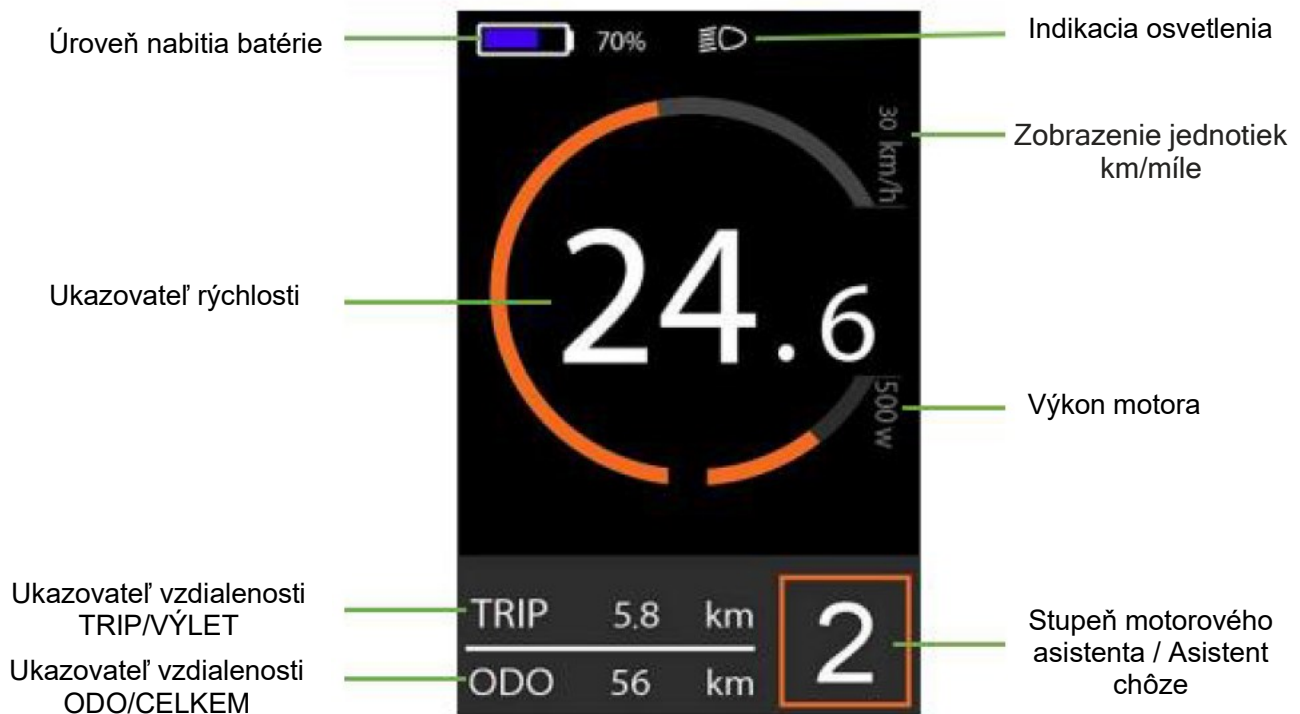 Úroveň nabitia batérie
70%
Indikacia osvetlenia
30 km/h
Zobrazenie jednotiek
km/míle
Ukazovateľ rýchlosti
24.6
500w
Výkon motora
Ukazovateľ vzdialenosti
TRIP/VÝLET
TRIP 5.8 km
Ukazovateľ vzdialenosti
ODO/CELKEM
ODO 56 km
2
Stupeň motorového
asistenta / Asistent
chôze